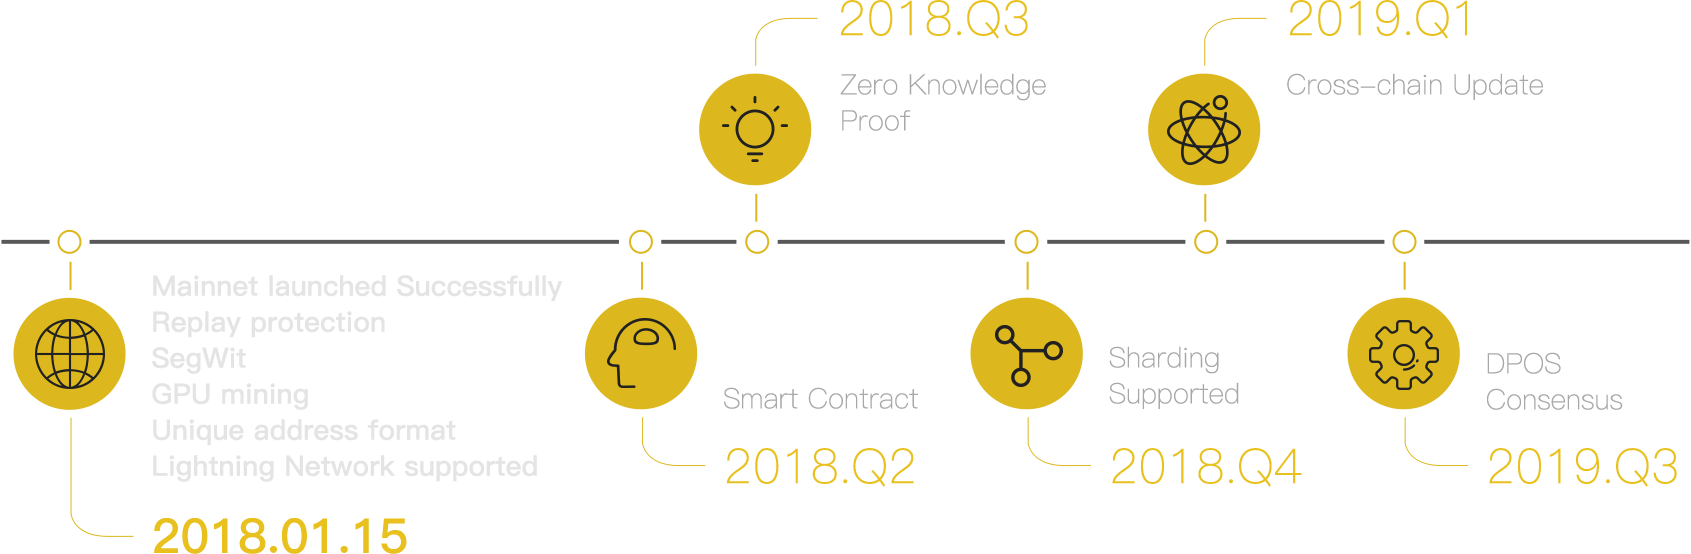 2018.Q3
Zero Knowledge
Proof
2019.Q1
Cross-chain Update
Mainnet launched Successfully
Replay protection
SegWit
GPU mining
Unique address format
Lightning Network supported
2018.01.15
Smart Contract
2018.Q2
Sharding
Supported
2018.Q4
DPOS
Consensus
2019.Q3